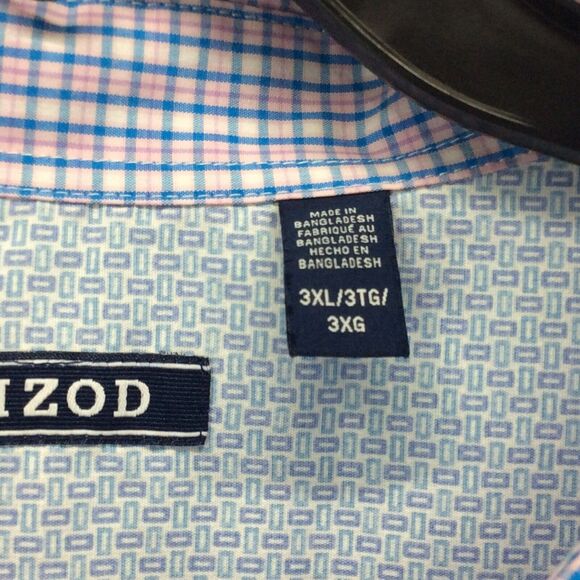 MADE IN
BANGLADESH
FABRIQUÉ AU
BANGLADESH
HECHO EN
BANGLADESH
3XL/3TG/
3XG
IZOD